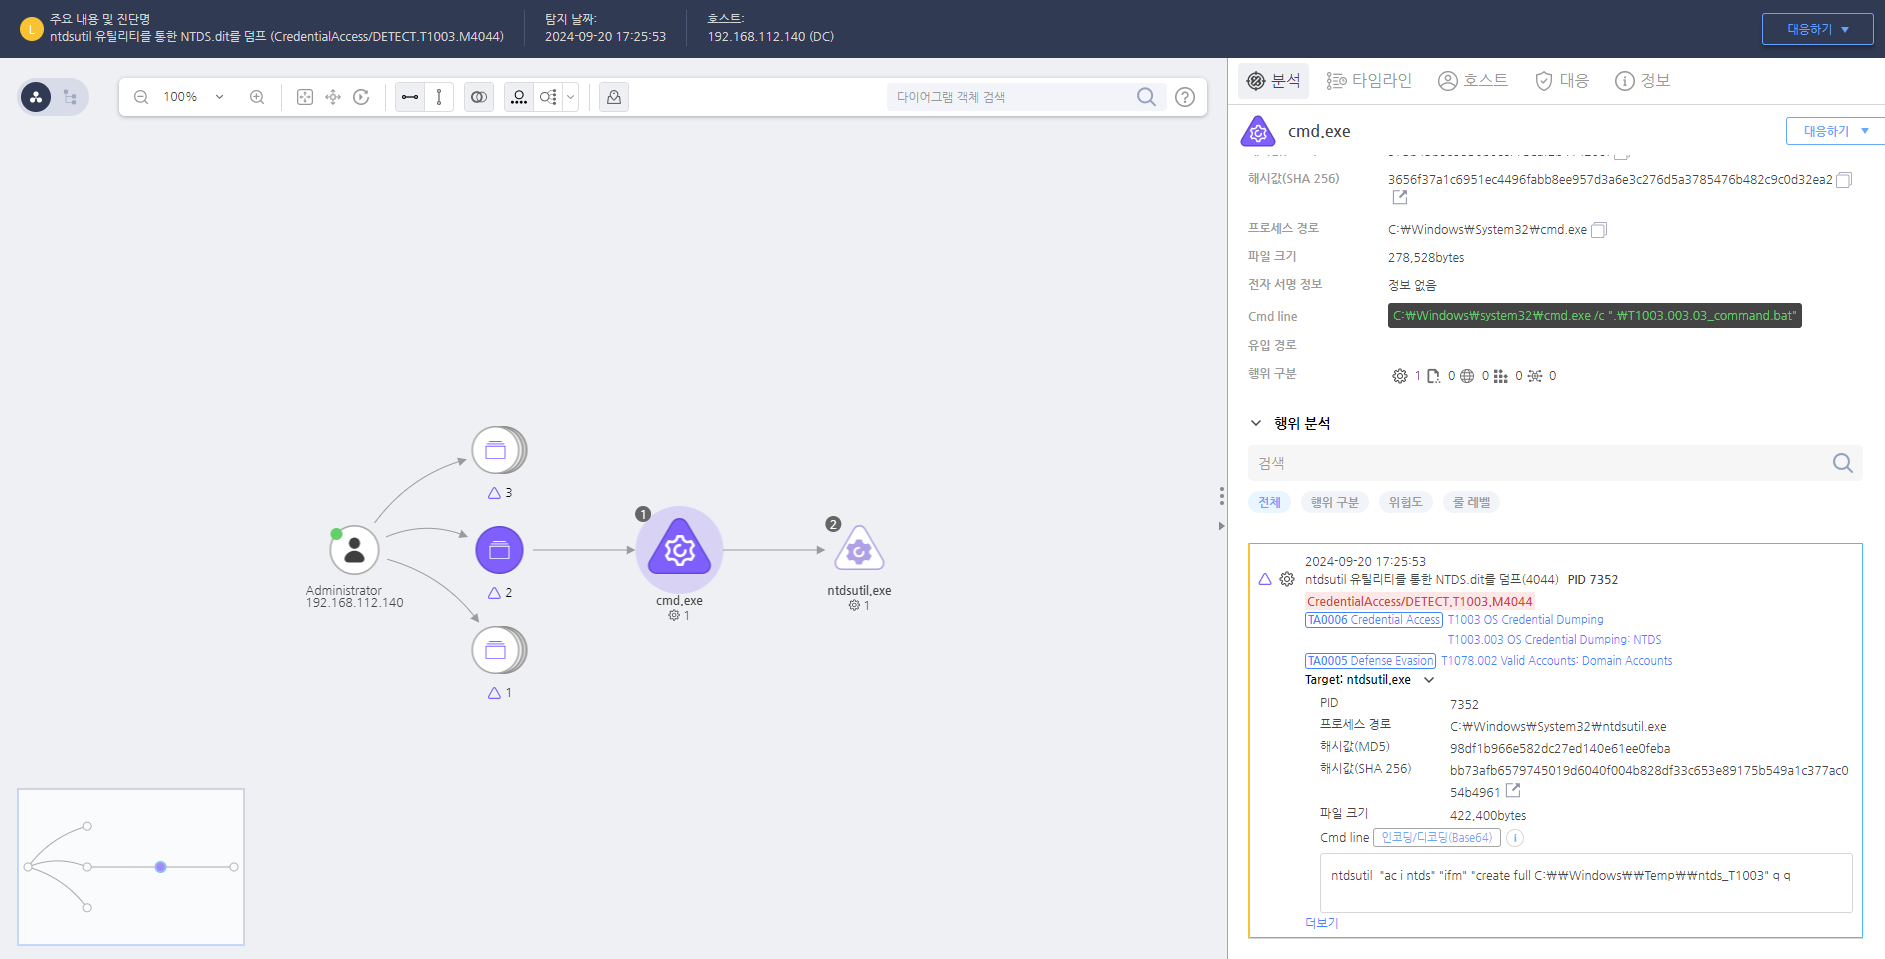 L
주요 내용 및 진단명
ntdsutil 유틸리티를 통한 NTDS.dit를 덤프 (CredentialAccess/DETECT.T1003.M4044)
탐지 날짜:
2024-09-20 17:25:53
호스트:
192.168.112.140 (DC)
대응하기
100%
다이어그램 객체 검색
?
3
1
2
Administrator
192.168.112.140
2
cmd.exe
1
ntdsutil.exe
1
1
분석
타임라인
호스트
대응
정보
cmd.exe
대응하기
해시값(SHA 256)
3656f37a1c6951ec4496fabb8ee957d3a6e3c276d5a3785476b482c9c0d32ea2
프로세스 경로
C:₩Windows₩System32₩cmd.exe
파일 크기
278,528bytes
전자 서명 정보
정보 없음
Cmd line
C:₩Windows₩system32₩cmd.exe /c ".₩T1003.003.03_command.bat"
유입 경로
행위 구분
1 0 0 0 0
행위 분석
검색
전체
행위 구분
위험도
룰 레벨
2024-09-20 17:25:53
ntdsutil 유틸리티를 통한 NTDS.dit를 덤프(4044) PID 7352
CredentialAccess/DETECT.T1003.M4044
TA0006 Credential Access T1003 OS Credential Dumping
T1003.003 OS Credential Dumping: NTDS
TA0005 Defense Evasion T1078.002 Valid Accounts: Domain Accounts
Target: ntdsutil.exe
PID
7352
프로세스 경로
C:₩Windows₩System32₩ntdsutil.exe
해시값(MD5)
98df1b966e582dc27ed140e61ee0feba
해시값(SHA 256)
bb73afb6579745019d6040f004b828df33c653e89175b549a1c377ac0
54b4961
파일 크기
422,400bytes
Cmd line 인코딩/디코딩(Base64) i
ntdsutil "ac i ntds" "ifm" "create full C:₩₩Windows₩₩Temp₩₩ntds_T1003" q q
더보기